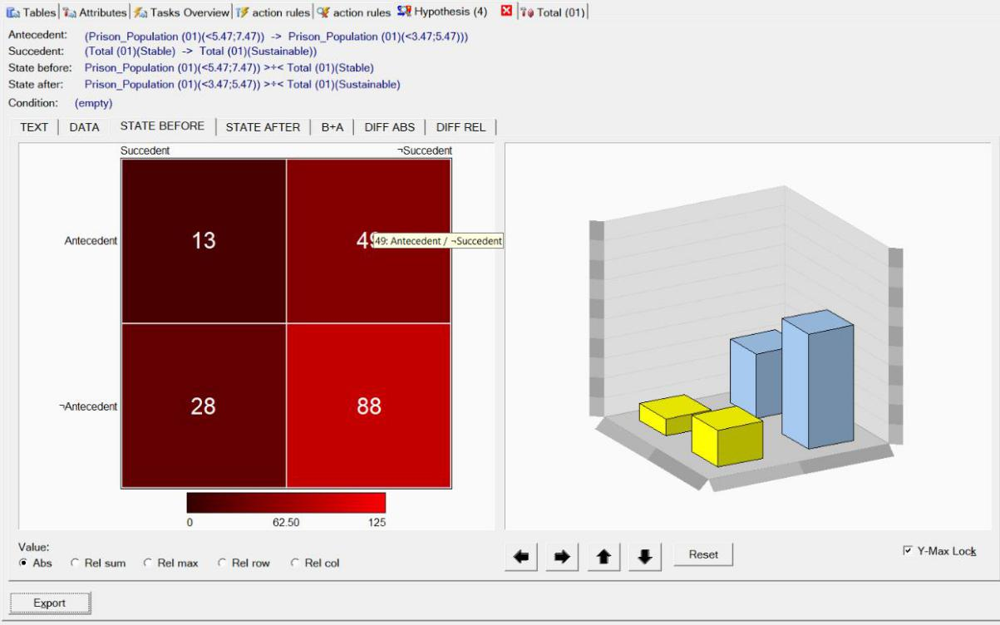 Tables Attributes Tasks Overview action rules action rules Hypothesis (4) Total (01)
Antecedent: (Prison_Population (01)(<5.47;7.47)) -> Prison_Population (01)(<3.47;5.47)))
Succedent: (Total (01)(Stable) -> Total (01)(Sustainable))
State before: Prison_Population (01)(<5.47;7.47)) >÷< Total (01)(Stable)
State after: Prison_Population (01)(<3.47;5.47)) >÷< Total (01)(Sustainable)
Condition: (empty)
TEXT DATA STATE BEFORE STATE AFTER B+A DIFF ABS DIFF REL
Succedent ¬Succedent
Antecedent 13 49 49: Antecedent / ¬Succedent
¬Antecedent 28 88
0 62.50 125
Value:
Abs Rel sum Rel max Rel row Rel col
Reset
Y-Max Lock
Export